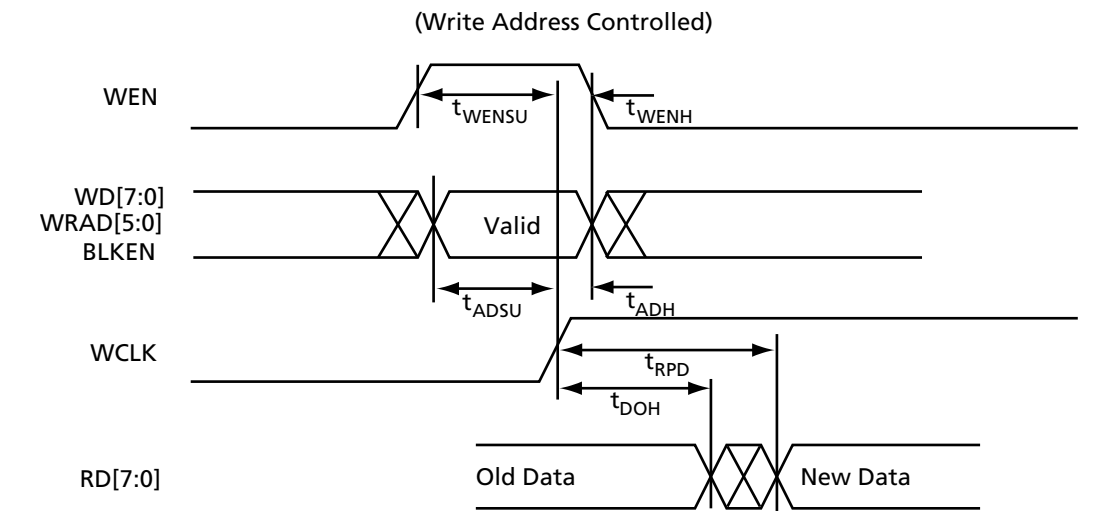 (Write Address Controlled)
WEN
tWENSU
tWENH
WD[7:0]
WRAD[5:0]
BLKEN
Valid
tADSU
tADH
WCLK
tRPD
tDOH
RD[7:0]
Old Data
New Data